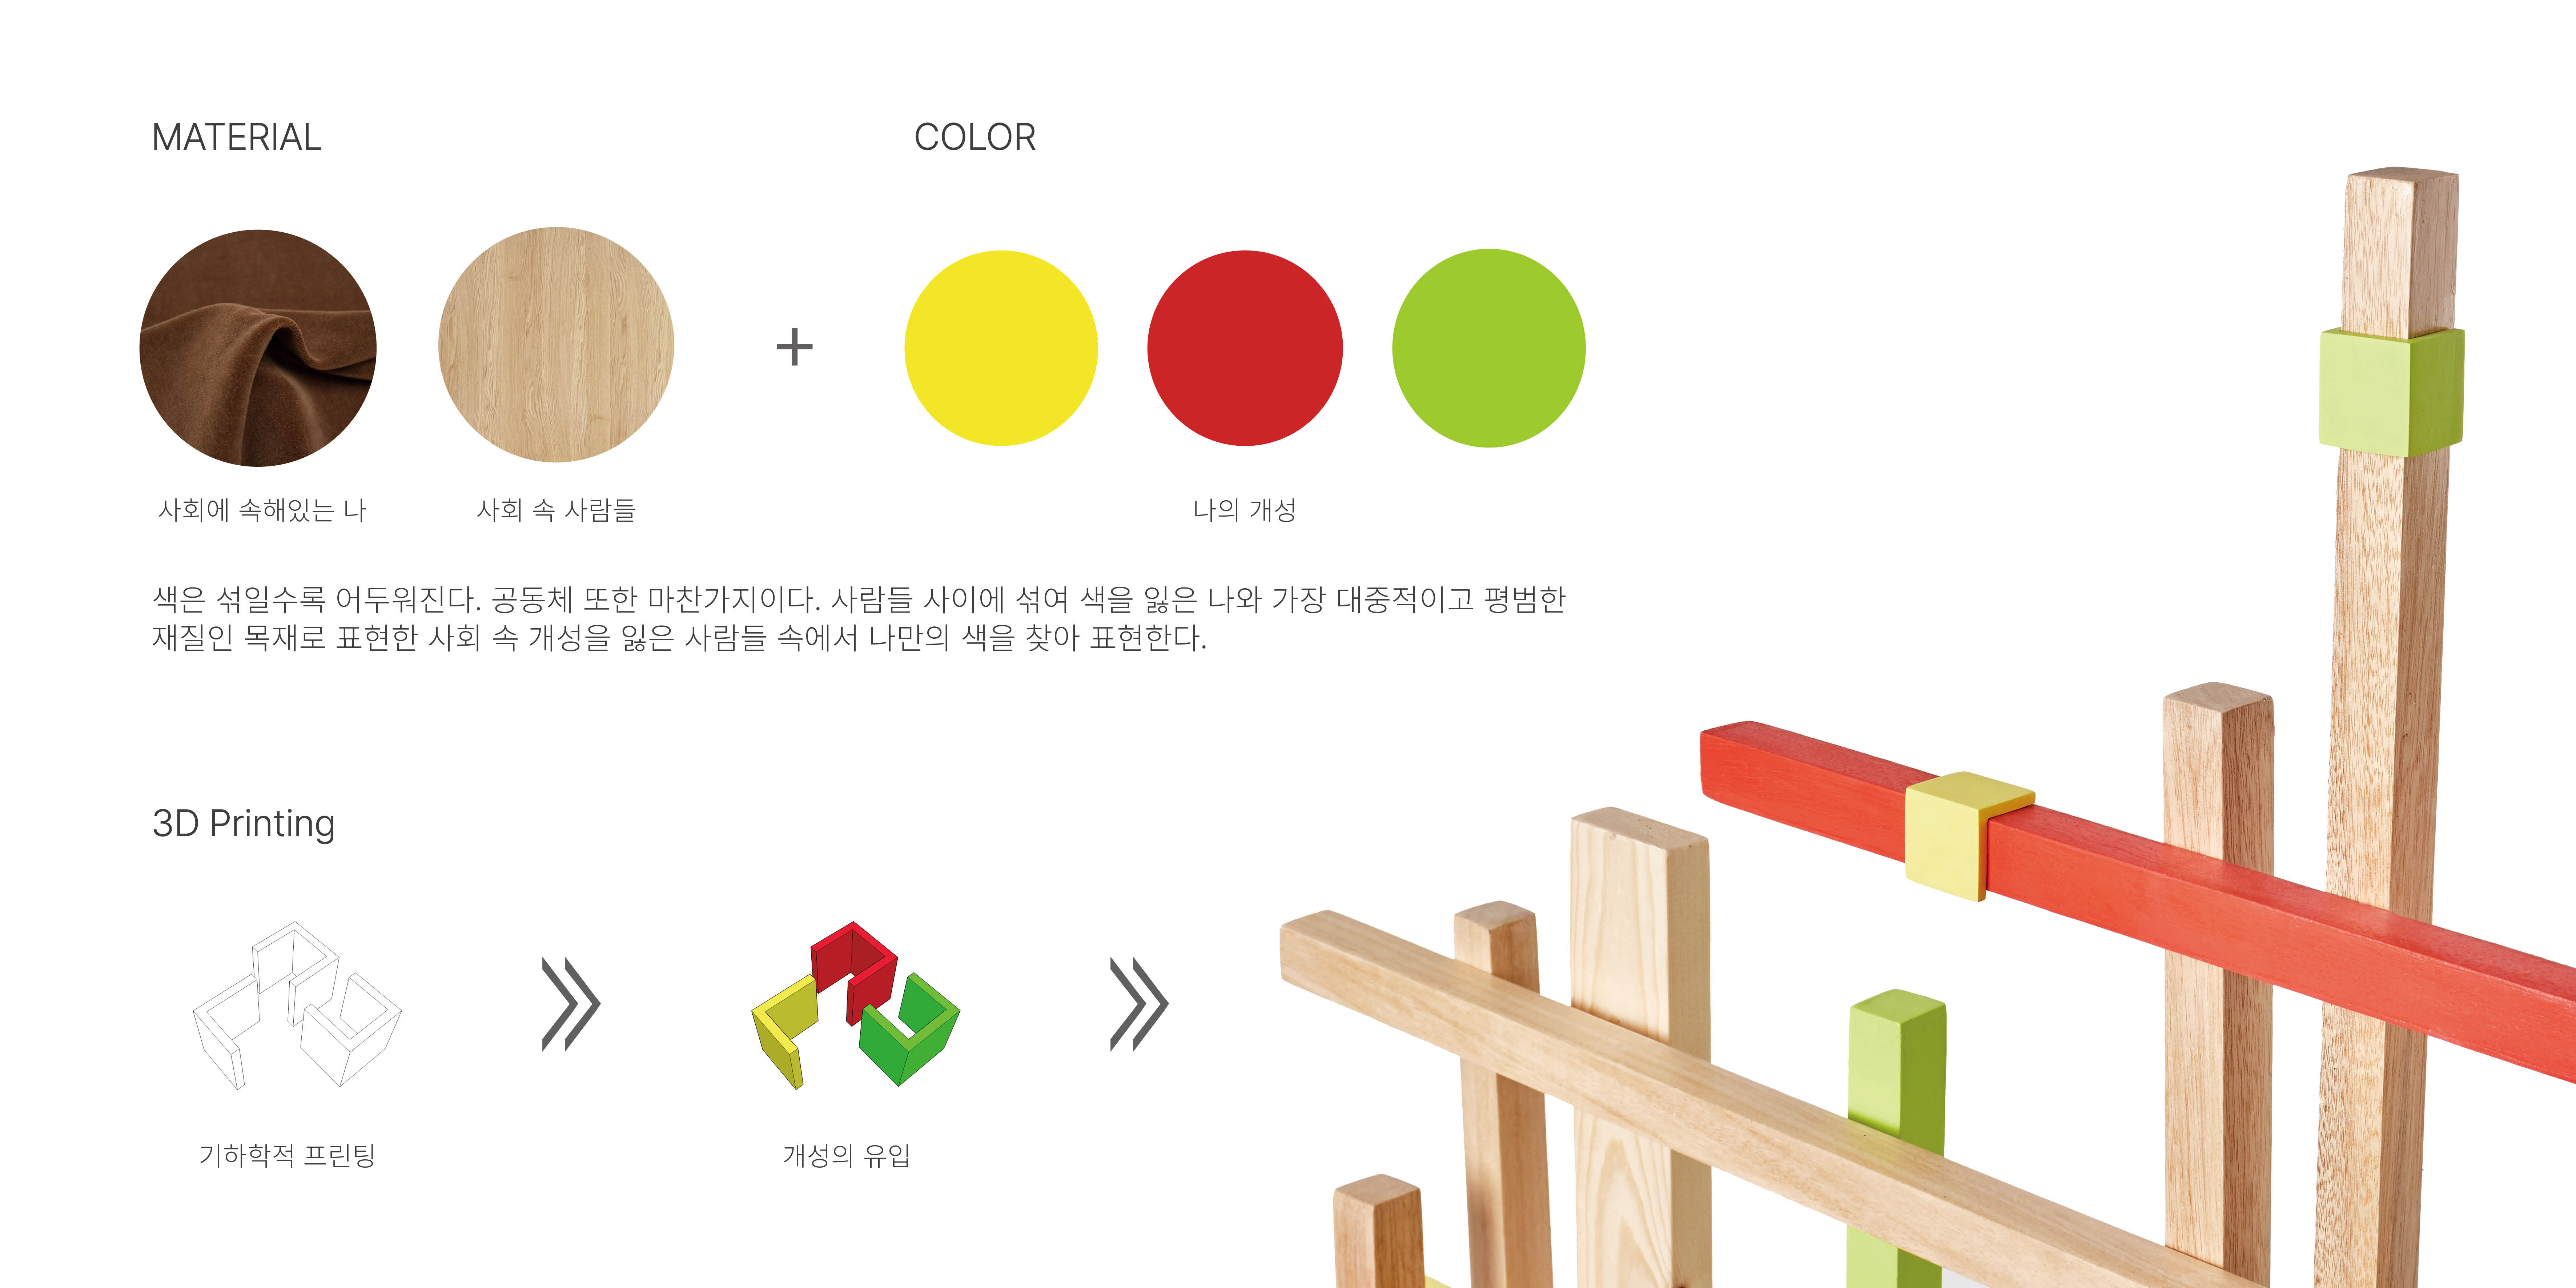 MATERIAL
COLOR
+
사회에 속해있는 나
사회 속 사람들
나의 개성
색은 섞일수록 어두워진다. 공동체 또한 마찬가지이다. 사람들 사이에 섞여 색을 잃은 나와 가장 대중적이고 평범한
재질인 목재로 표현한 사회 속 개성을 잃은 사람들 속에서 나만의 색을 찾아 표현한다.
3D Printing
기하학적 프린팅
개성의 유입